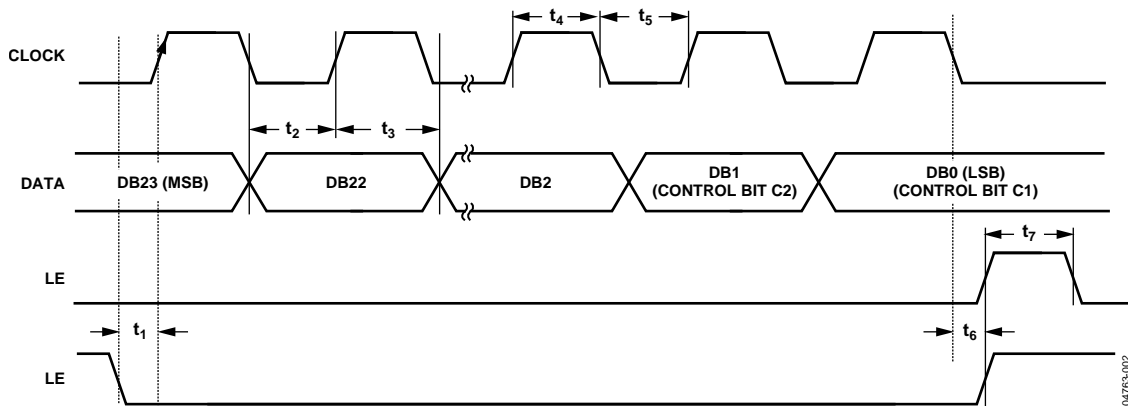 t4
t5
CLOCK
t2
t3
DATA
DB23 (MSB)
DB22
DB2
DB1
(CONTROL BIT C2)
DB0 (LSB)
(CONTROL BIT C1)
t7
LE
t1
t6
LE
04763-002